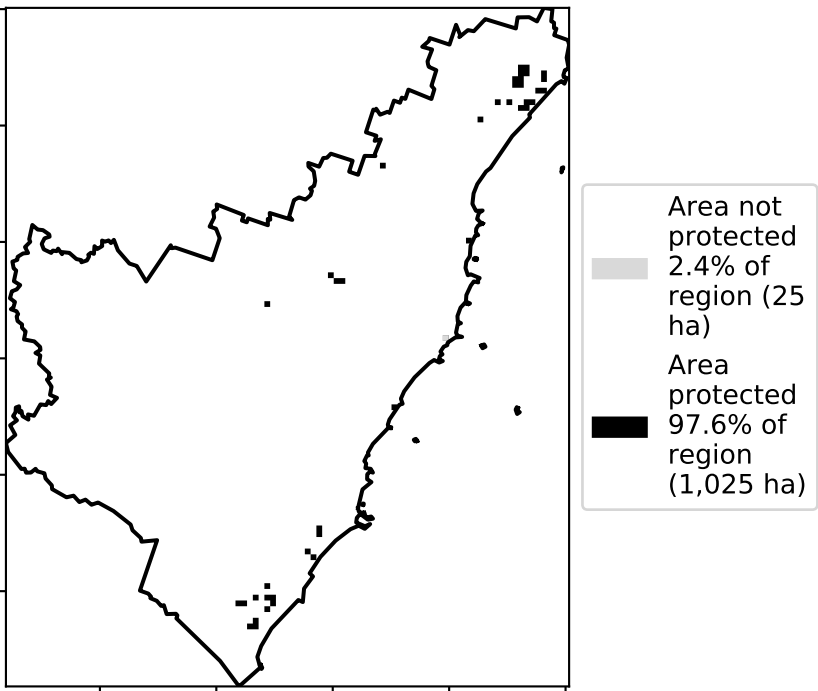 Area not
protected
2.4% of
region (25
ha)
Area
protected
97.6% of
region
(1,025 ha)